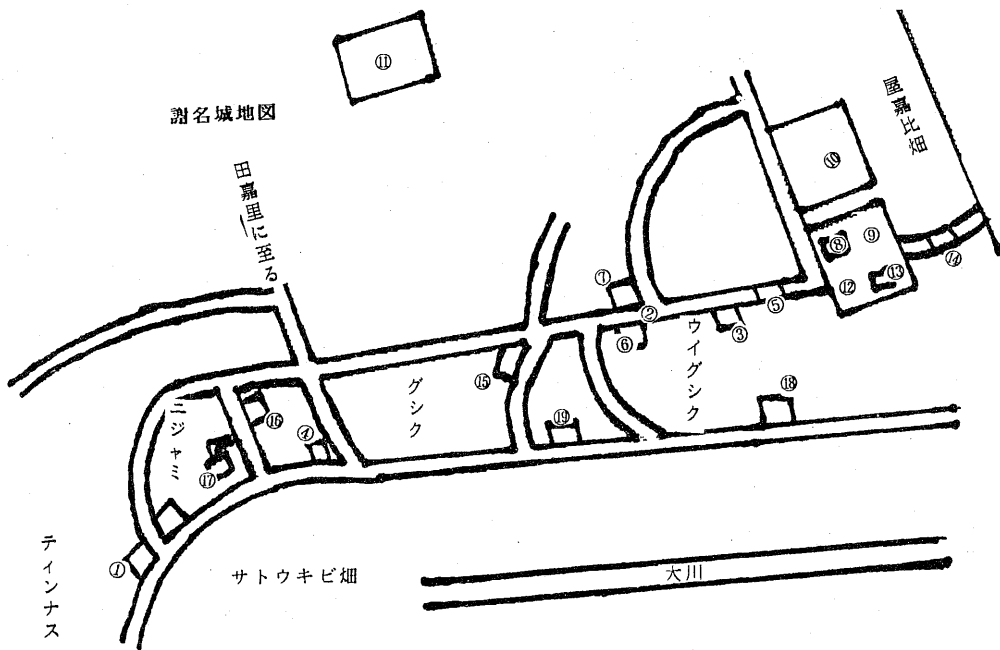 ⑪
謝名城地図
屋嘉比畑
田嘉里に至る
⑩
⑧
⑨
⑬
⑫
⑭
⑦
②
⑤
③
⑥
ウイグシク
⑮
グシク
⑱
⑲
ニジャミ
⑯
④
⑰
①
ティンナス
サトウキビ畑
大川